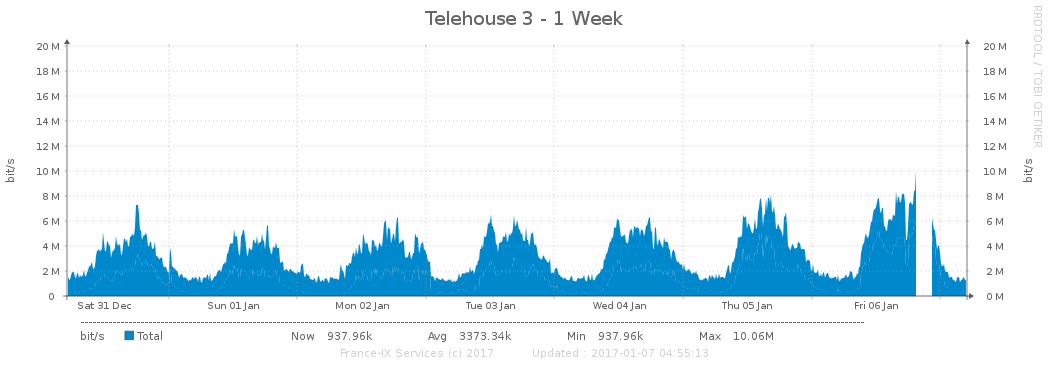 Telehouse 3 - 1 Week
RRDTOOL / TOBI OETIKER
bit/s
20 M 20 M
18 M 18 M
16 M 16 M
14 M 14 M
12 M 12 M
10 M 10 M
8 M 8 M
6 M 6 M
4 M 4 M
2 M 2 M
0 0 M
bit/s
Sat 31 Dec Sun 01 Jan Mon 02 Jan Tue 03 Jan Wed 04 Jan Thu 05 Jan Fri 06 Jan
bit/s Total Now 937.96k Avg 3373.34k Min 937.96k Max 10.06M
France-IX Services (c) 2017 Updated : 2017-01-07 04:55:13